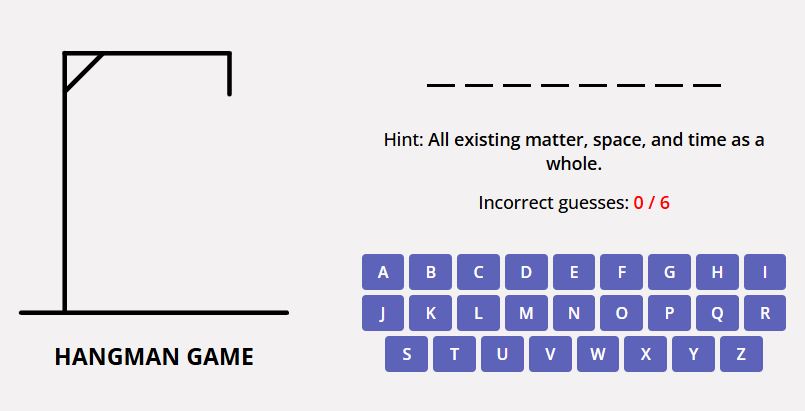 Hint: All existing matter, space, and time as a
whole.
Incorrect guesses: 0 / 6
A B C D E F G H I
J K L M N O P Q R
S T U V W X Y Z
HANGMAN GAME